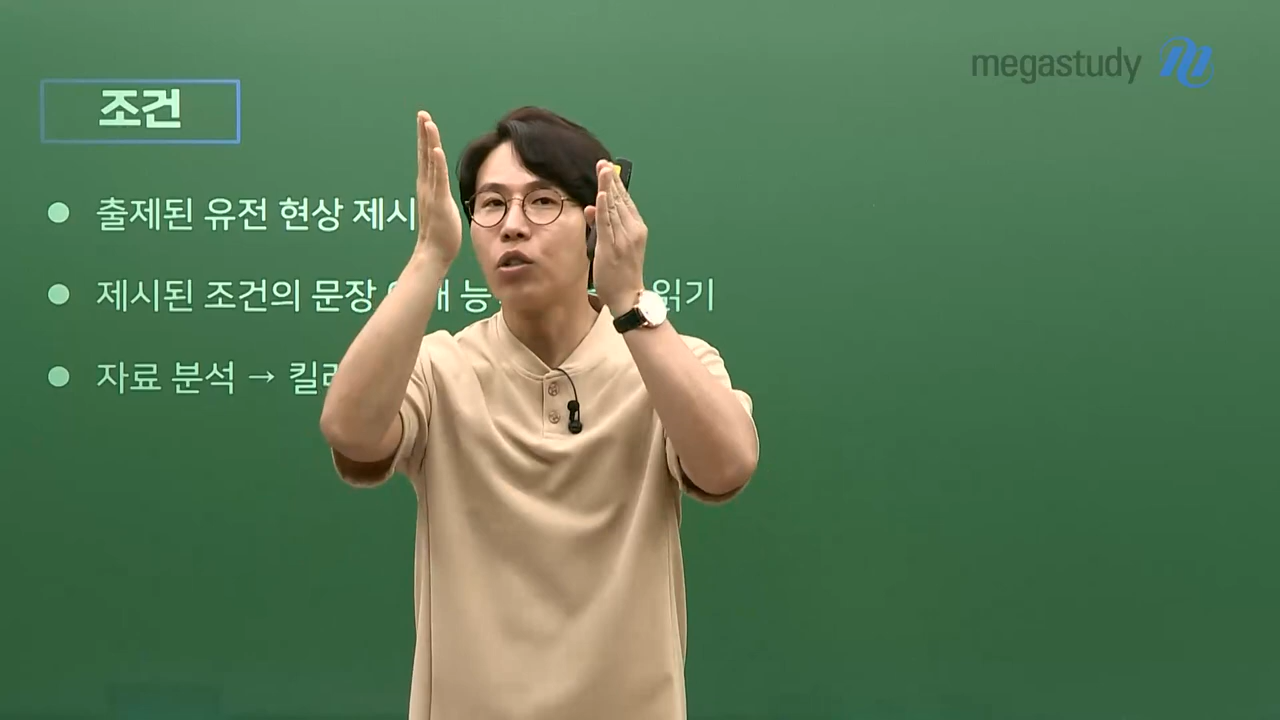 megastudy
조건
출제된 유전 현상 제시
제시된 조건의 문장 읽기
자료 분석 →